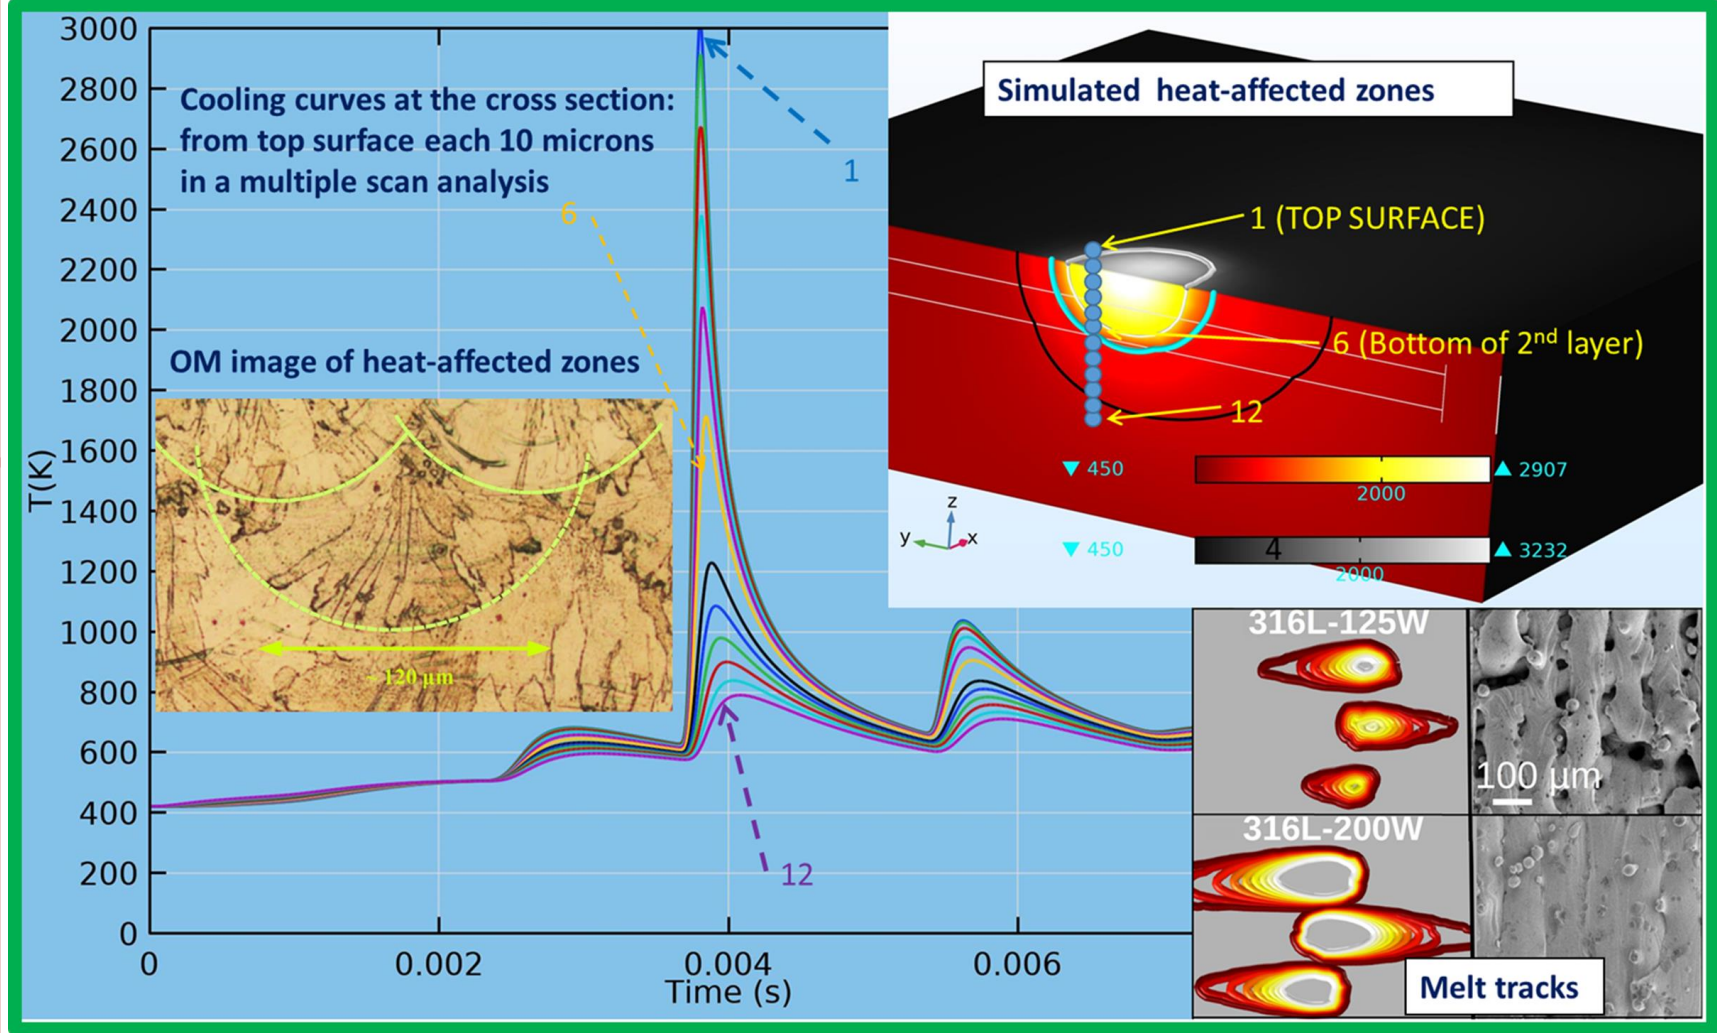 3000
2800
2600
2400
2200
2000
1800
1600
1400
1200
1000
800
600
400
200
0
T(K)
0
0.002
0.004
0.006
Time (s)
Cooling curves at the cross section:
from top surface each 10 microns
in a multiple scan analysis
1
6
12
OM image of heat-affected zones
~ 120 µm
Simulated heat-affected zones
1 (TOP SURFACE)
6 (Bottom of 2nd layer)
12
▼ 450
▲ 2907
2000
z
y
x
▼ 450
4
▲ 3232
2000
316L-125W
100 µm
316L-200W
Melt tracks